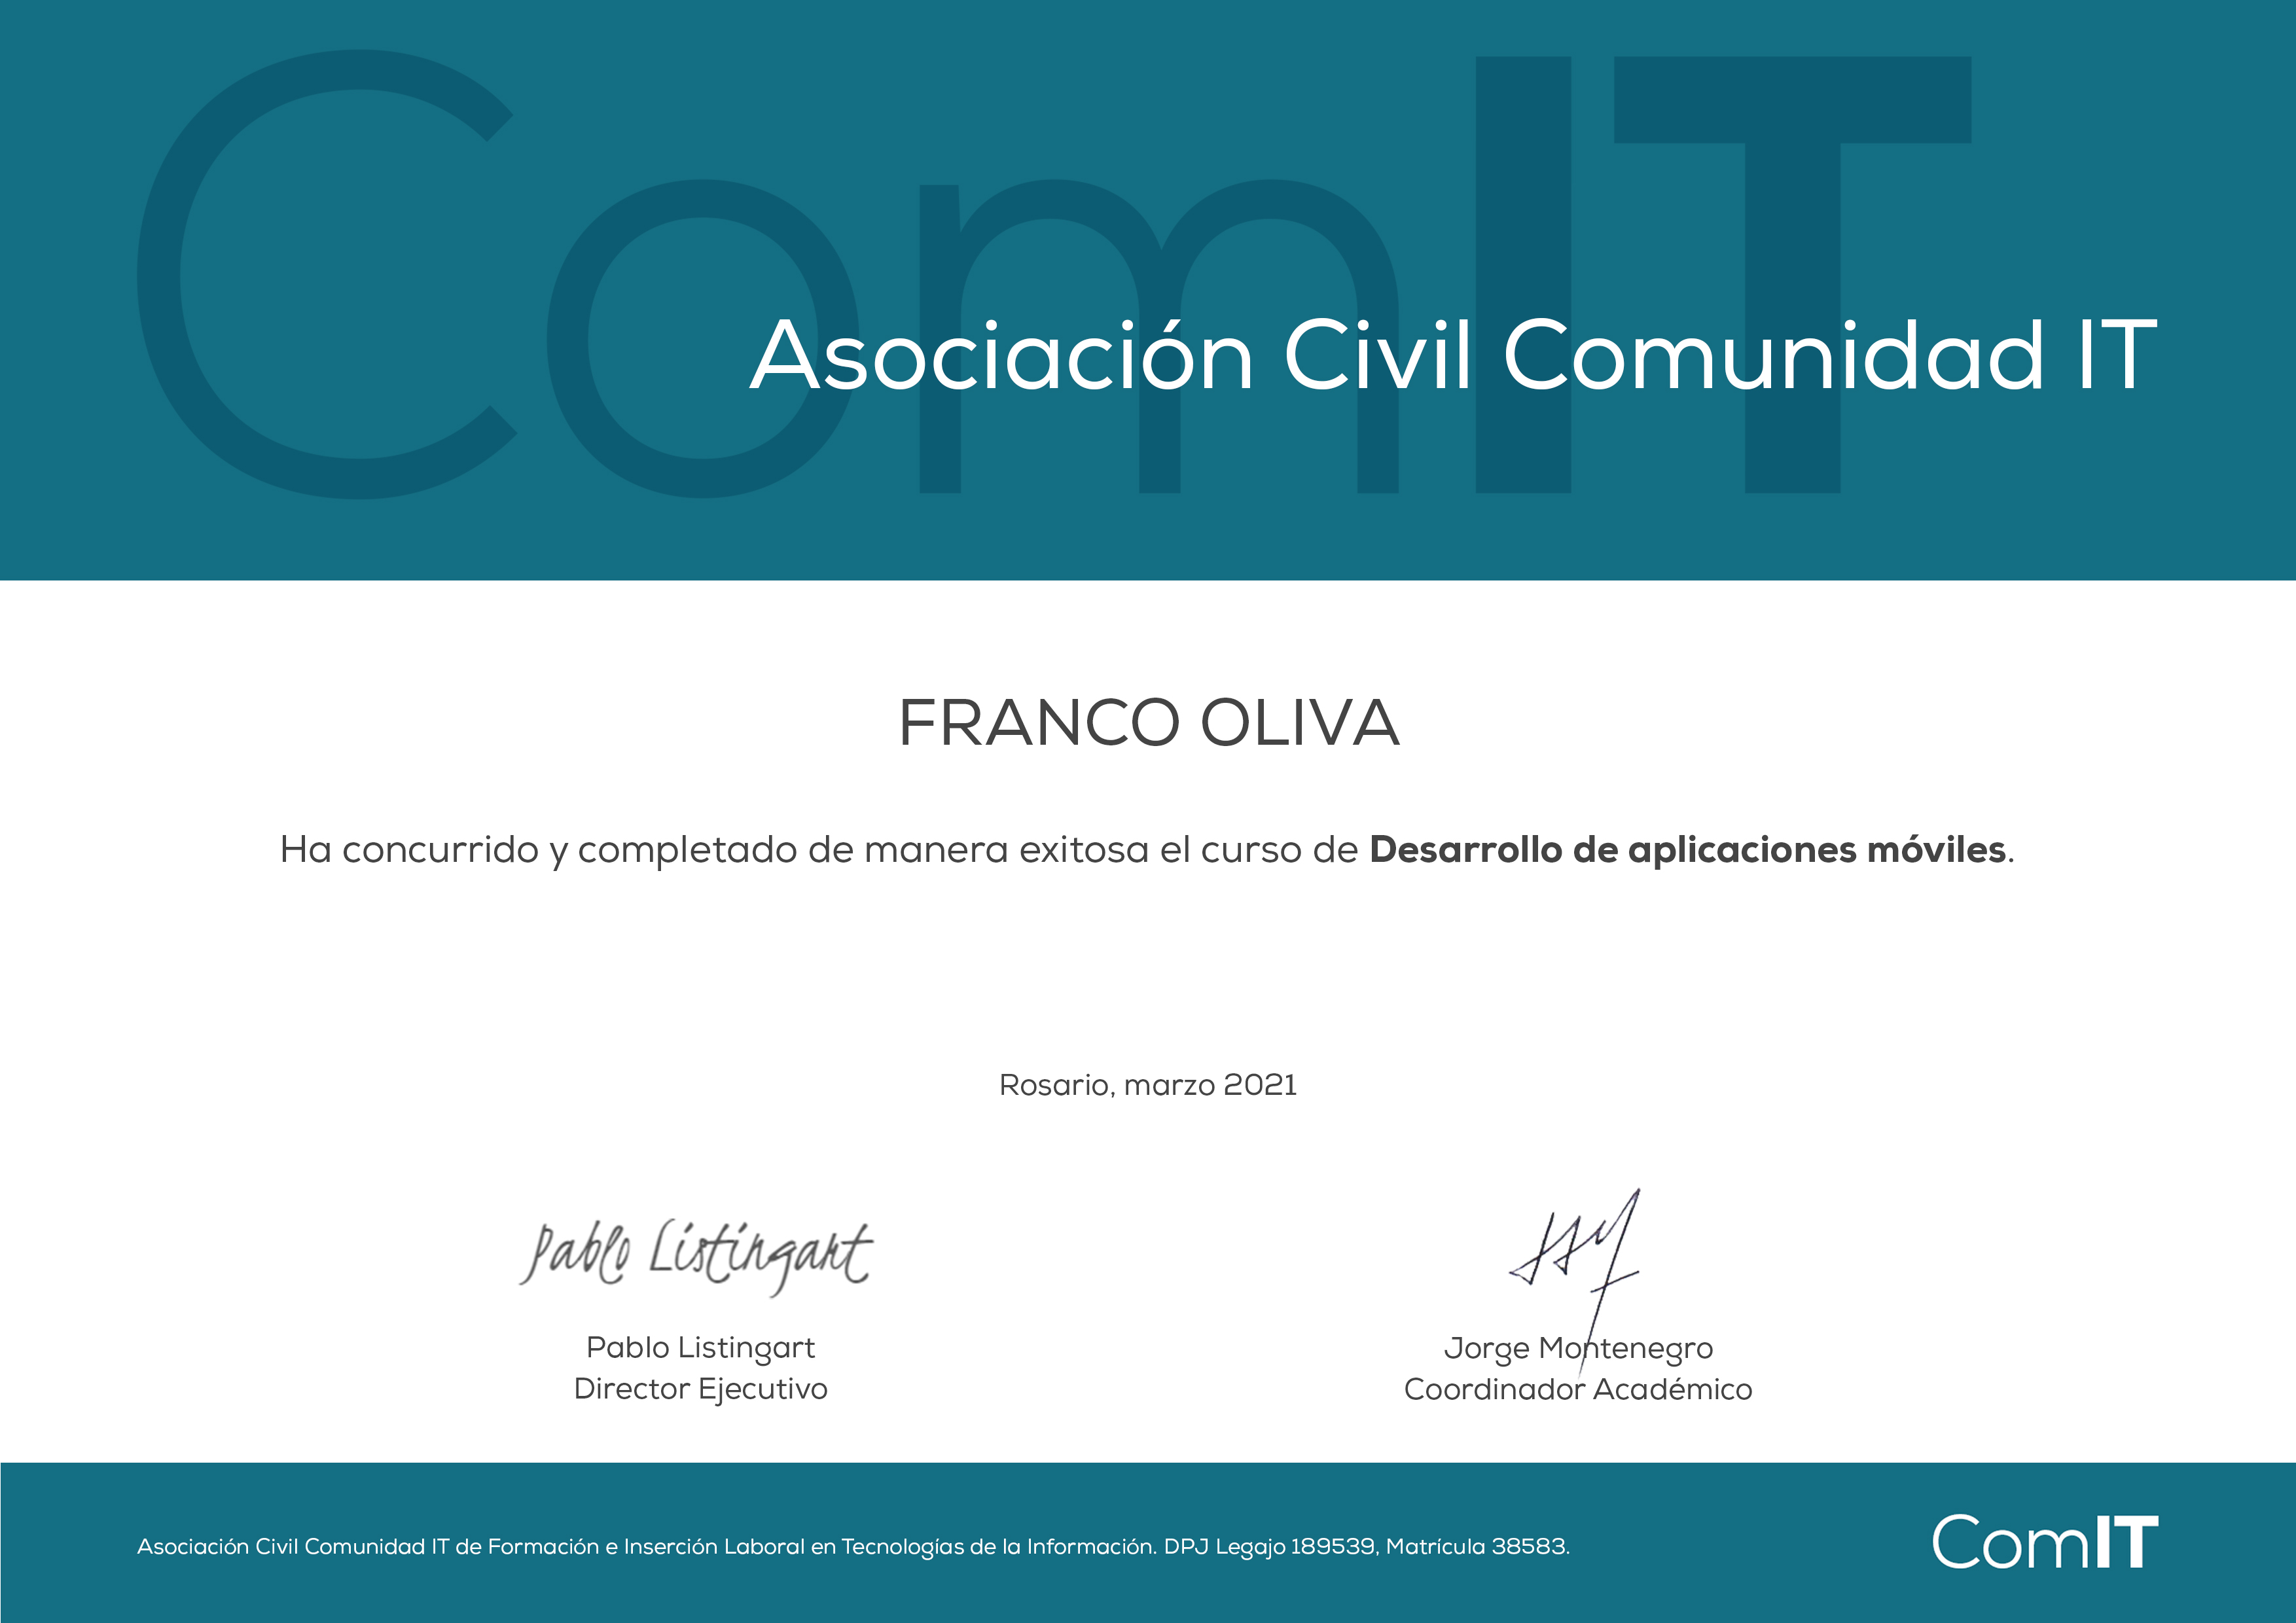 ComIT
Asociación Civil Comunidad IT
FRANCO OLIVA
Ha concurrido y completado de manera exitosa el curso de Desarrollo de aplicaciones móviles.
Rosario, marzo 2021
Pablo Listingart
Pablo Listingart
Director Ejecutivo
Jorge Montenegro
Coordinador Académico
Asociación Civil Comunidad IT de Formación e Inserción Laboral en Tecnologías de la Información. DPJ Legajo 189539, Matrícula 38583.
ComIT